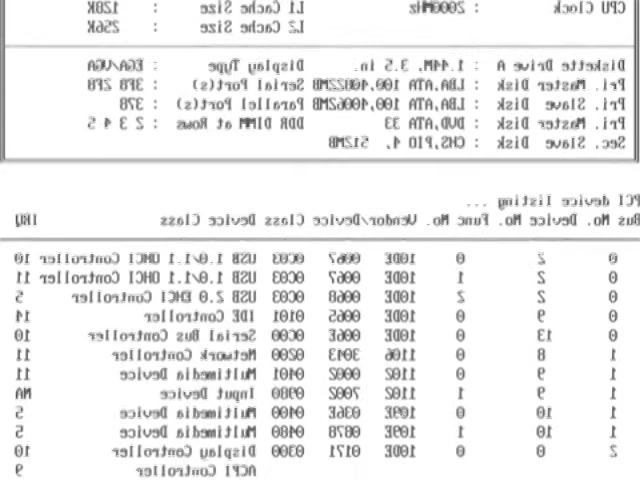 CPU Clock : 2000MHz L1 Cache Size : 128K
L2 Cache Size : 256K
Diskette Drive A : 1.44M, 3.5 in. Display Type : EGA/VGA
Pri. Master Disk : LBA,ATA 100,40822MB Serial Port(s) : 3F8 2F8
Pri. Slave Disk : LBA,ATA 100,40062MB Parallel Port(s) : 378
Pri. Master Disk : DVD,ATA 33 DDR DIMM at Rows : 2 3 4 5
Sec. Slave Disk : CHS,PIO 4, 512MB
PCI device listing ...
Bus No. Device No. Func No. Vendor/Device Class Device Class IRQ
0 2 0 10DE 0067 0C03 USB 1.0/1.1 OHCI Controller 10
0 2 1 10DE 0067 0C03 USB 1.0/1.1 OHCI Controller 11
0 2 2 10DE 0068 0C03 USB 2.0 EHCI Controller 5
0 9 0 10DE 0065 0101 IDE Controller 14
0 13 0 10DE 006E 0C00 Serial Bus Controller 10
1 8 0 1106 3043 0200 Network Controller 11
1 9 0 1102 0002 0401 Multimedia Device 11
1 9 1 1102 7002 0980 Input Device NA
1 10 0 109E 036E 0400 Multimedia Device 5
1 10 1 109E 0878 0480 Multimedia Device 5
2 0 0 10DE 0171 0300 Display Controller 10
ACPI Controller 9